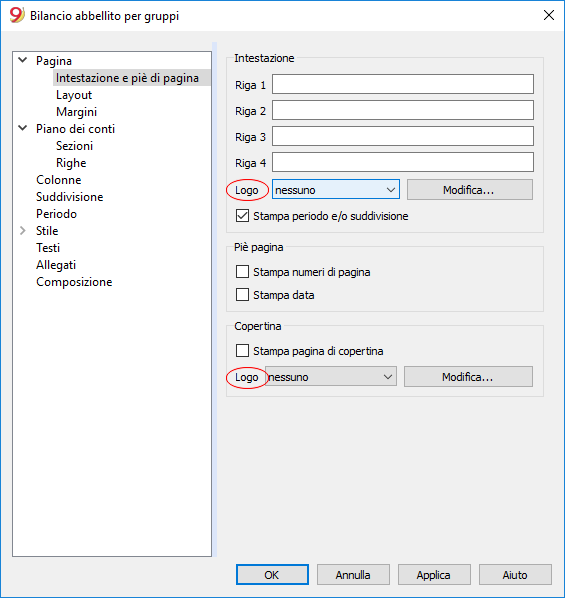 9 Bilancio abbellito per gruppi
Pagina
Intestazione e piè di pagina
Layout
Margini
Piano dei conti
Sezioni
Righe
Colonne
Suddivisione
Periodo
Stile
Testi
Allegati
Composizione
Intestazione
Riga 1
Riga 2
Riga 3
Riga 4
Logo nessuno Modifica...
Stampa periodo e/o suddivisione
Piè pagina
Stampa numeri di pagina
Stampa data
Copertina
Stampa pagina di copertina
Logo nessuno Modifica...
OK Annulla Applica Aiuto